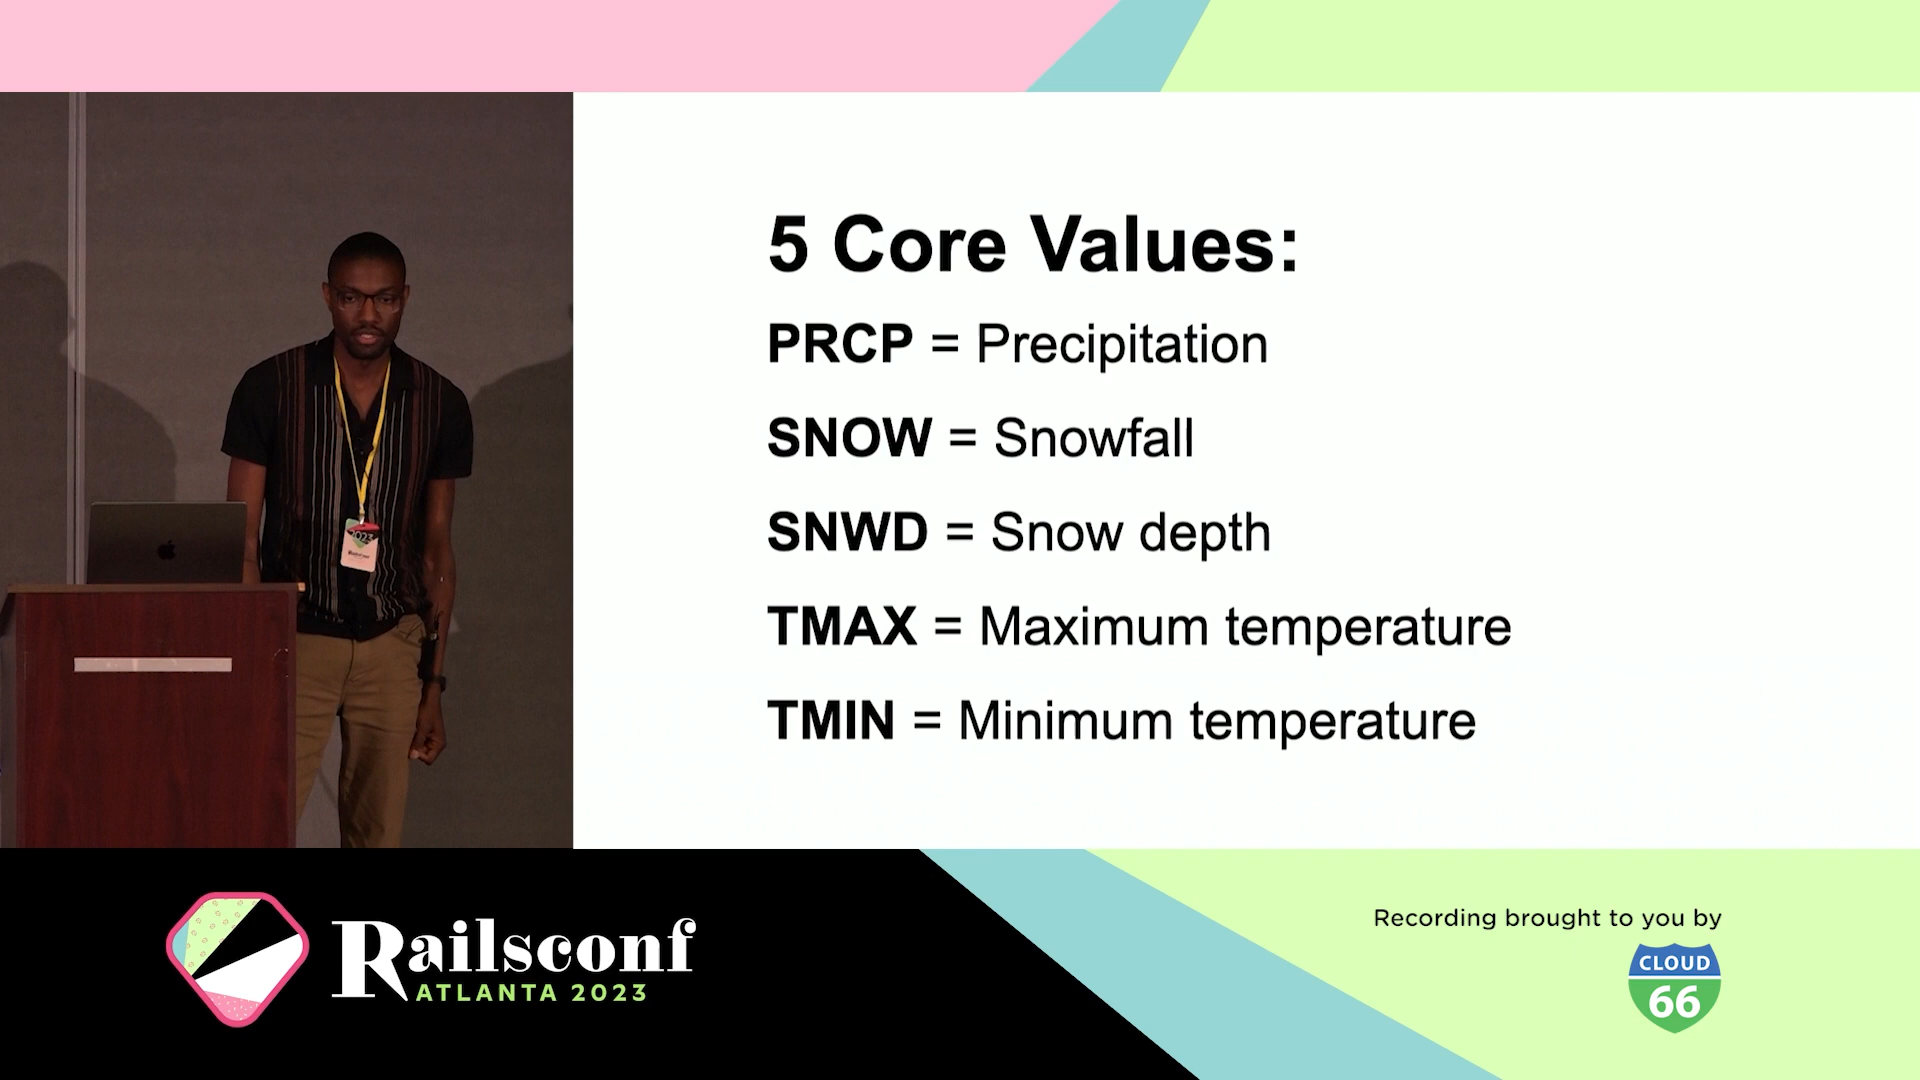 5 Core Values:
PRCP = Precipitation
SNOW = Snowfall
SNWD = Snow depth
TMAX = Maximum temperature
TMIN = Minimum temperature
2023
Railsconf
ATLANTA 2023
Recording brought to you by
CLOUD
66